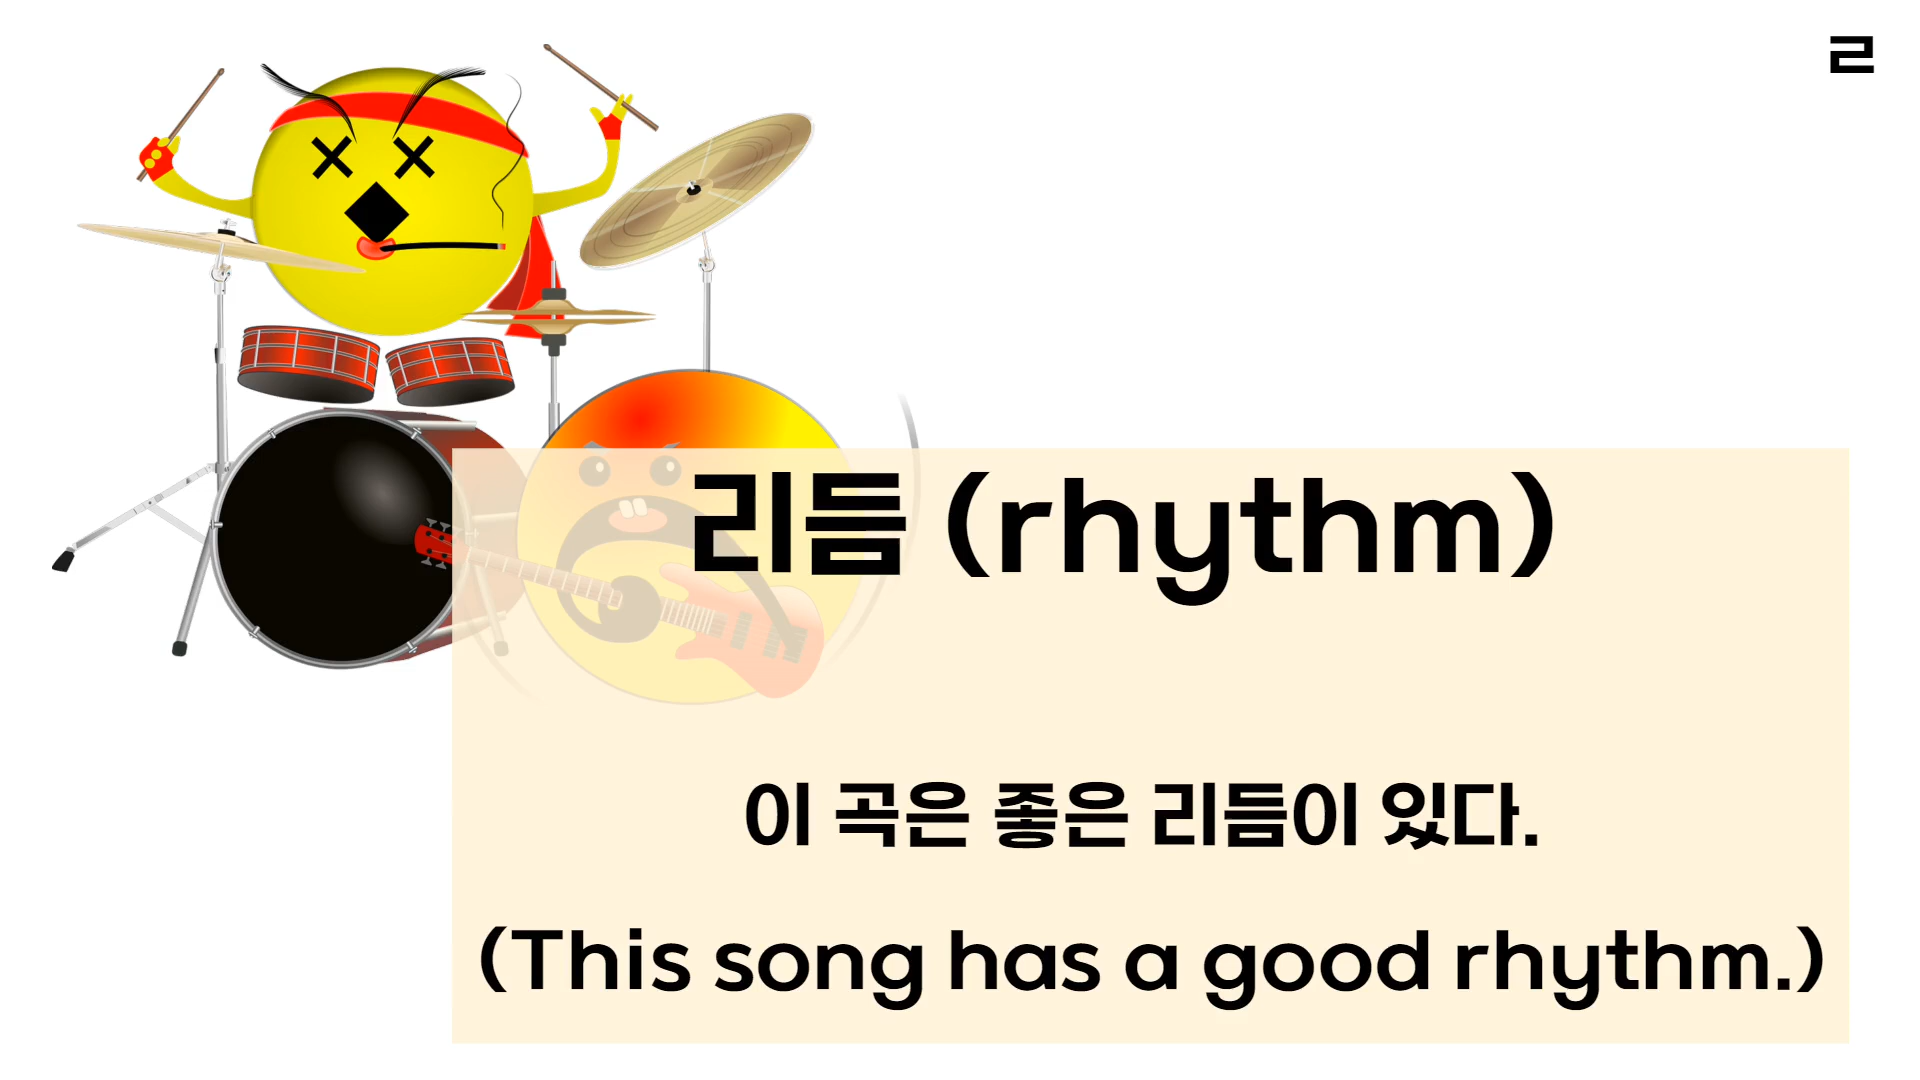 ㄹ
리듬 (rhythm)
이 곡은 좋은 리듬이 있다.
(This song has a good rhythm.)